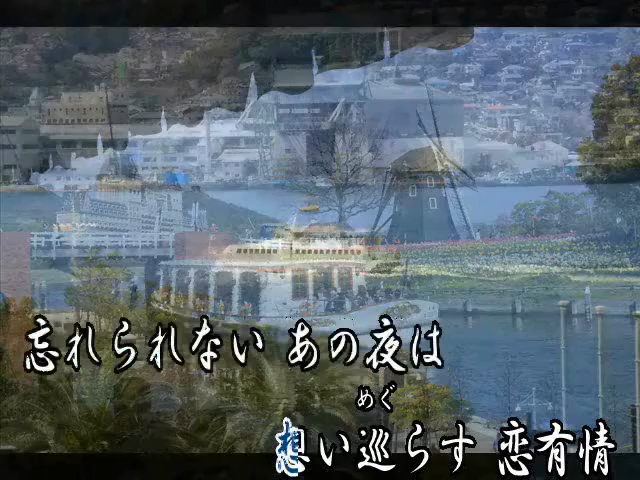 忘れられない あの夜は
めぐ
想い巡らす 恋有情